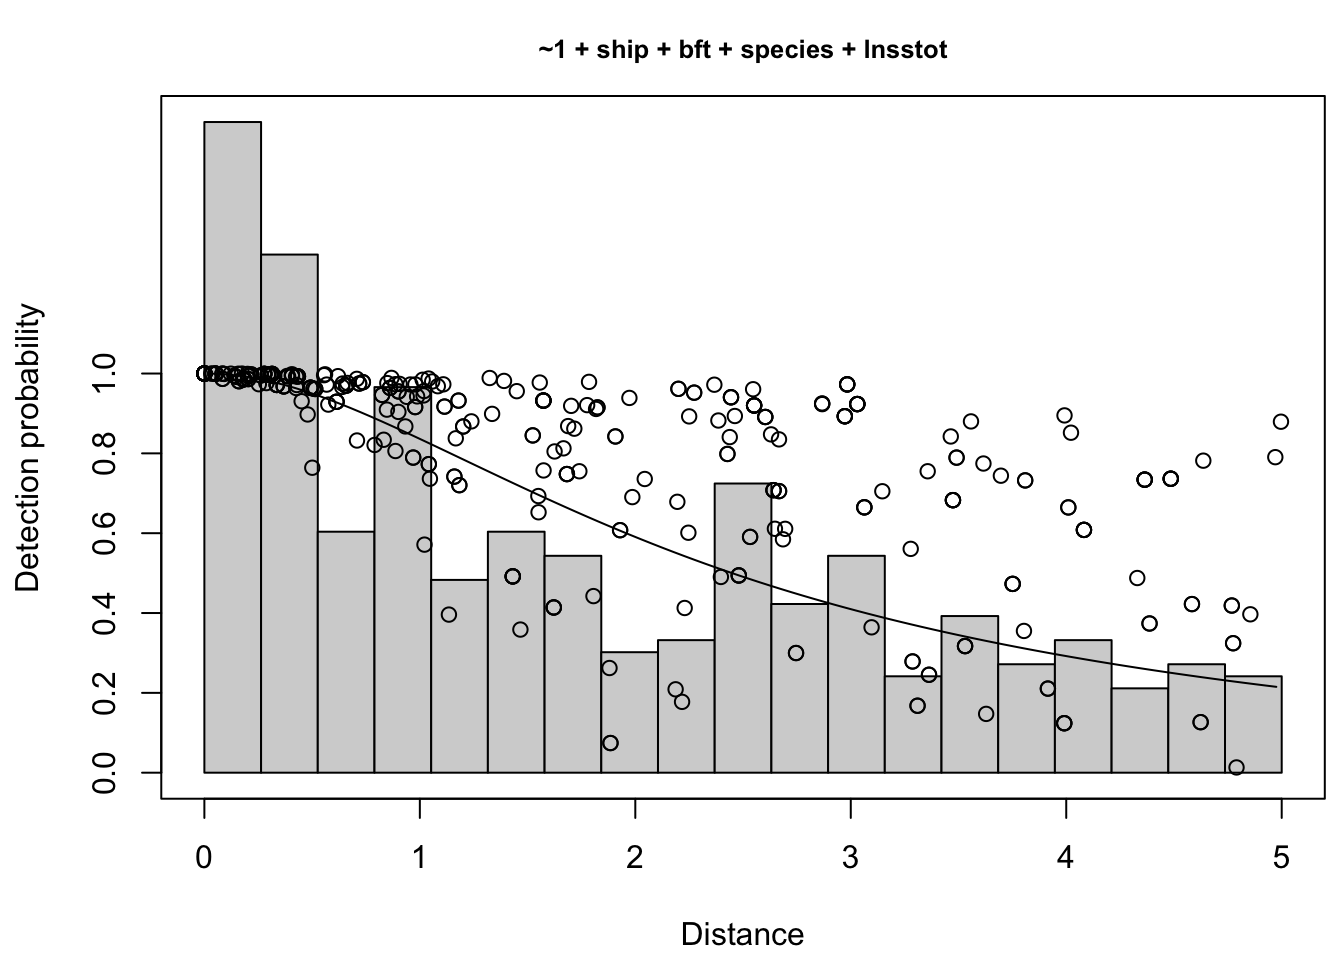 ~1 + ship + bft + species + lnsstot
Detection probability
1.0
0.8
0.6
0.4
0.2
0.0
0 1 2 3 4 5
Distance